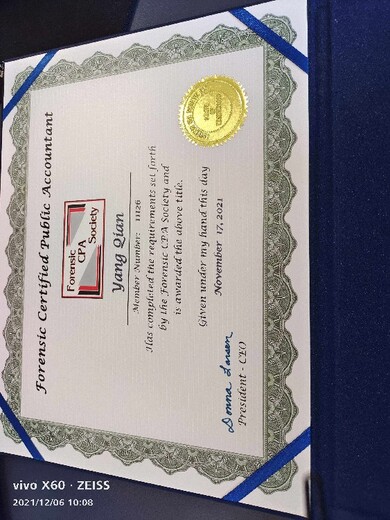 Forensic Certified Public Accountant
Forensic
CPA
Society
Yang Qian
Member Number: 11126
Has completed the requirements set forth
by the Forensic CPA Society and
is awarded the above title.
Given under my hand this day
November 17, 2021
Donna Larsen
President - CEO
vivo X60 · ZEISS
2021/12/06 10:08